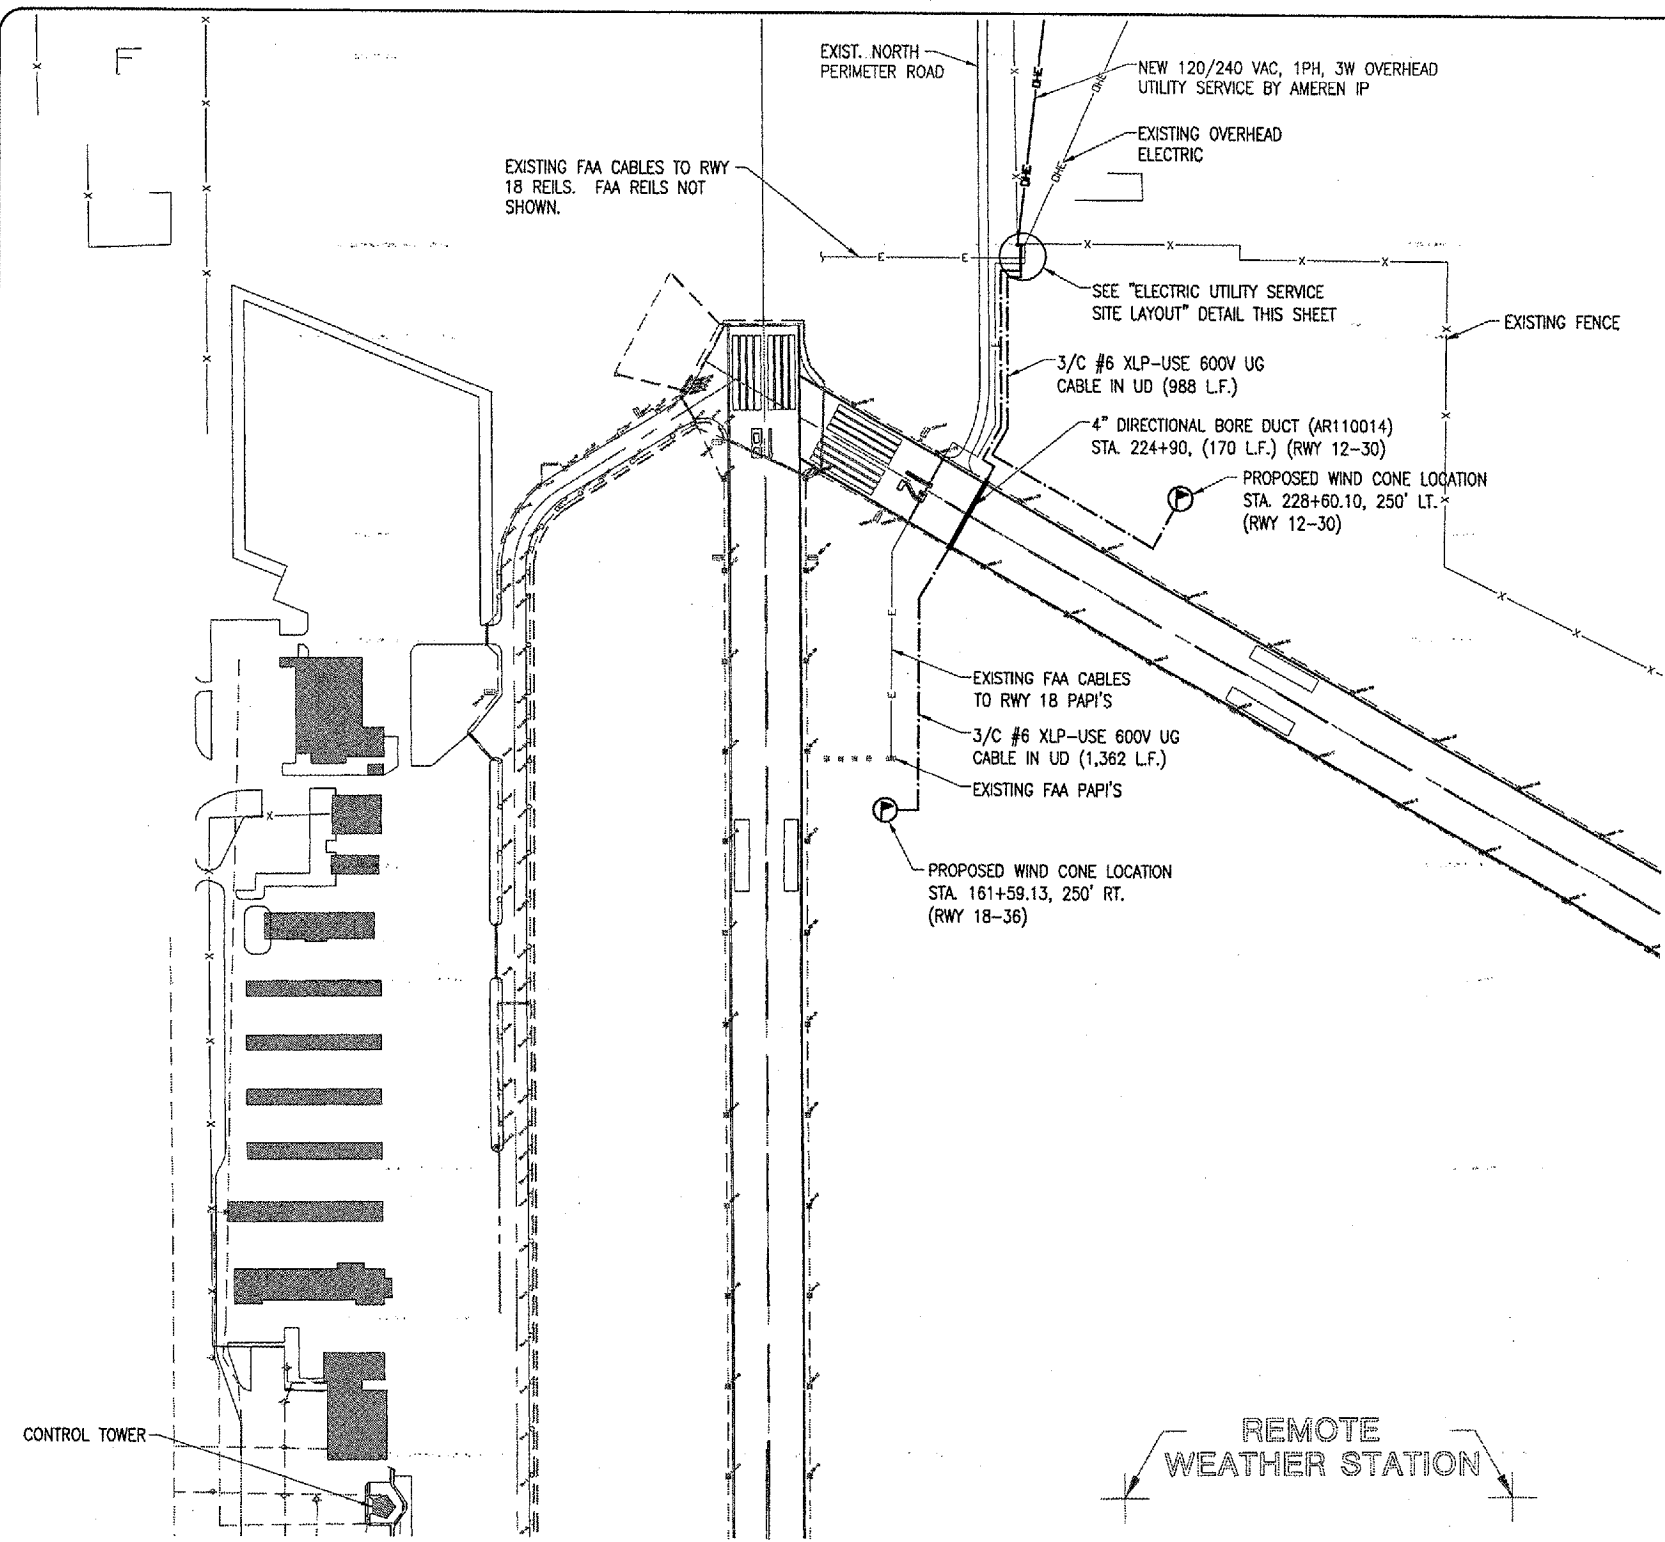 EXIST. NORTH
PERIMETER ROAD
NEW 120/240 VAC, 1PH, 3W OVERHEAD
UTILITY SERVICE BY AMEREN IP
EXISTING OVERHEAD
ELECTRIC
OHE
OHE
OHE
OHE
EXISTING FAA CABLES TO RWY
18 REILS. FAA REILS NOT
SHOWN.
SEE "ELECTRIC UTILITY SERVICE
SITE LAYOUT" DETAIL THIS SHEET
EXISTING FENCE
3/C #6 XLP-USE 600V UG
CABLE IN UD (988 L.F.)
4" DIRECTIONAL BORE DUCT (AR110014)
STA. 224+90, (170 L.F.) (RWY 12-30)
PROPOSED WIND CONE LOCATION
STA. 228+60.10, 250' LT.
(RWY 12-30)
18
12
EXISTING FAA CABLES
TO RWY 18 PAPI'S
3/C #6 XLP-USE 600V UG
CABLE IN UD (1,362 L.F.)
EXISTING FAA PAPI'S
PROPOSED WIND CONE LOCATION
STA. 161+59.13, 250' RT.
(RWY 18-36)
CONTROL TOWER
REMOTE
WEATHER STATION